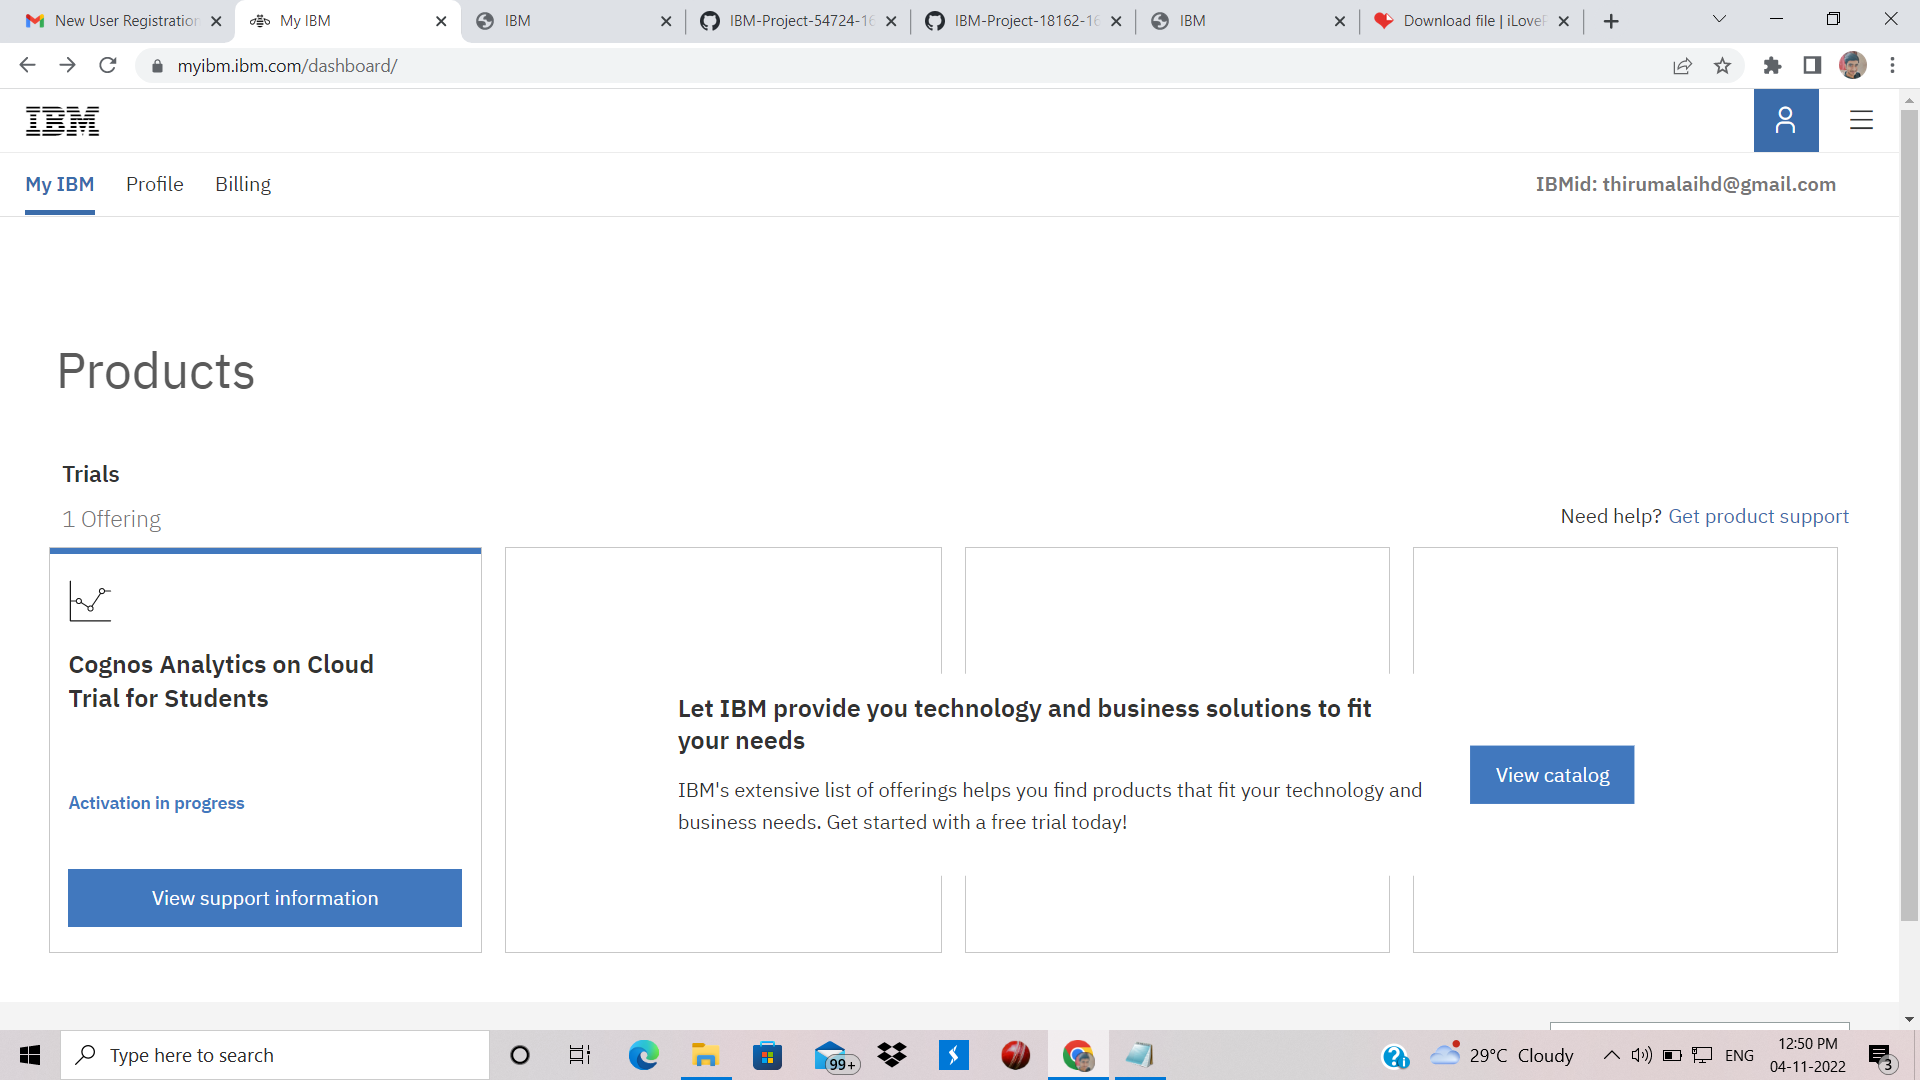 New User Registration
My IBM
IBM
IBM-Project-54724-16
IBM-Project-18162-16
IBM
Download file | iLoveP
myibm.ibm.com/dashboard/
IBM
My IBM Profile Billing
IBMid: thirumalaihd@gmail.com
Products
Trials
1 Offering
Need help? Get product support
Cognos Analytics on Cloud
Trial for Students
Activation in progress
View support information
Let IBM provide you technology and business solutions to fit
your needs
IBM's extensive list of offerings helps you find products that fit your technology and
business needs. Get started with a free trial today!
View catalog
Type here to search
99+
29°C Cloudy
ENG
12:50 PM
04-11-2022
3